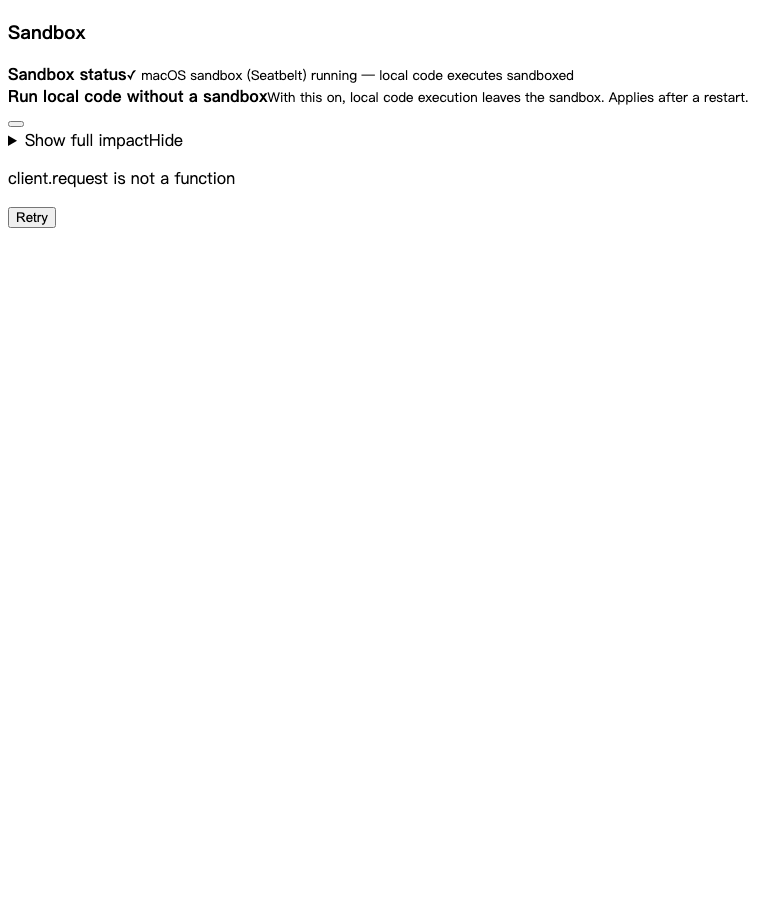 Sandbox
Sandbox status✓ macOS sandbox (Seatbelt) running — local code executes sandboxed
Run local code without a sandboxWith this on, local code execution leaves the sandbox. Applies after a restart.
Show full impactHide
client.request is not a function
Retry